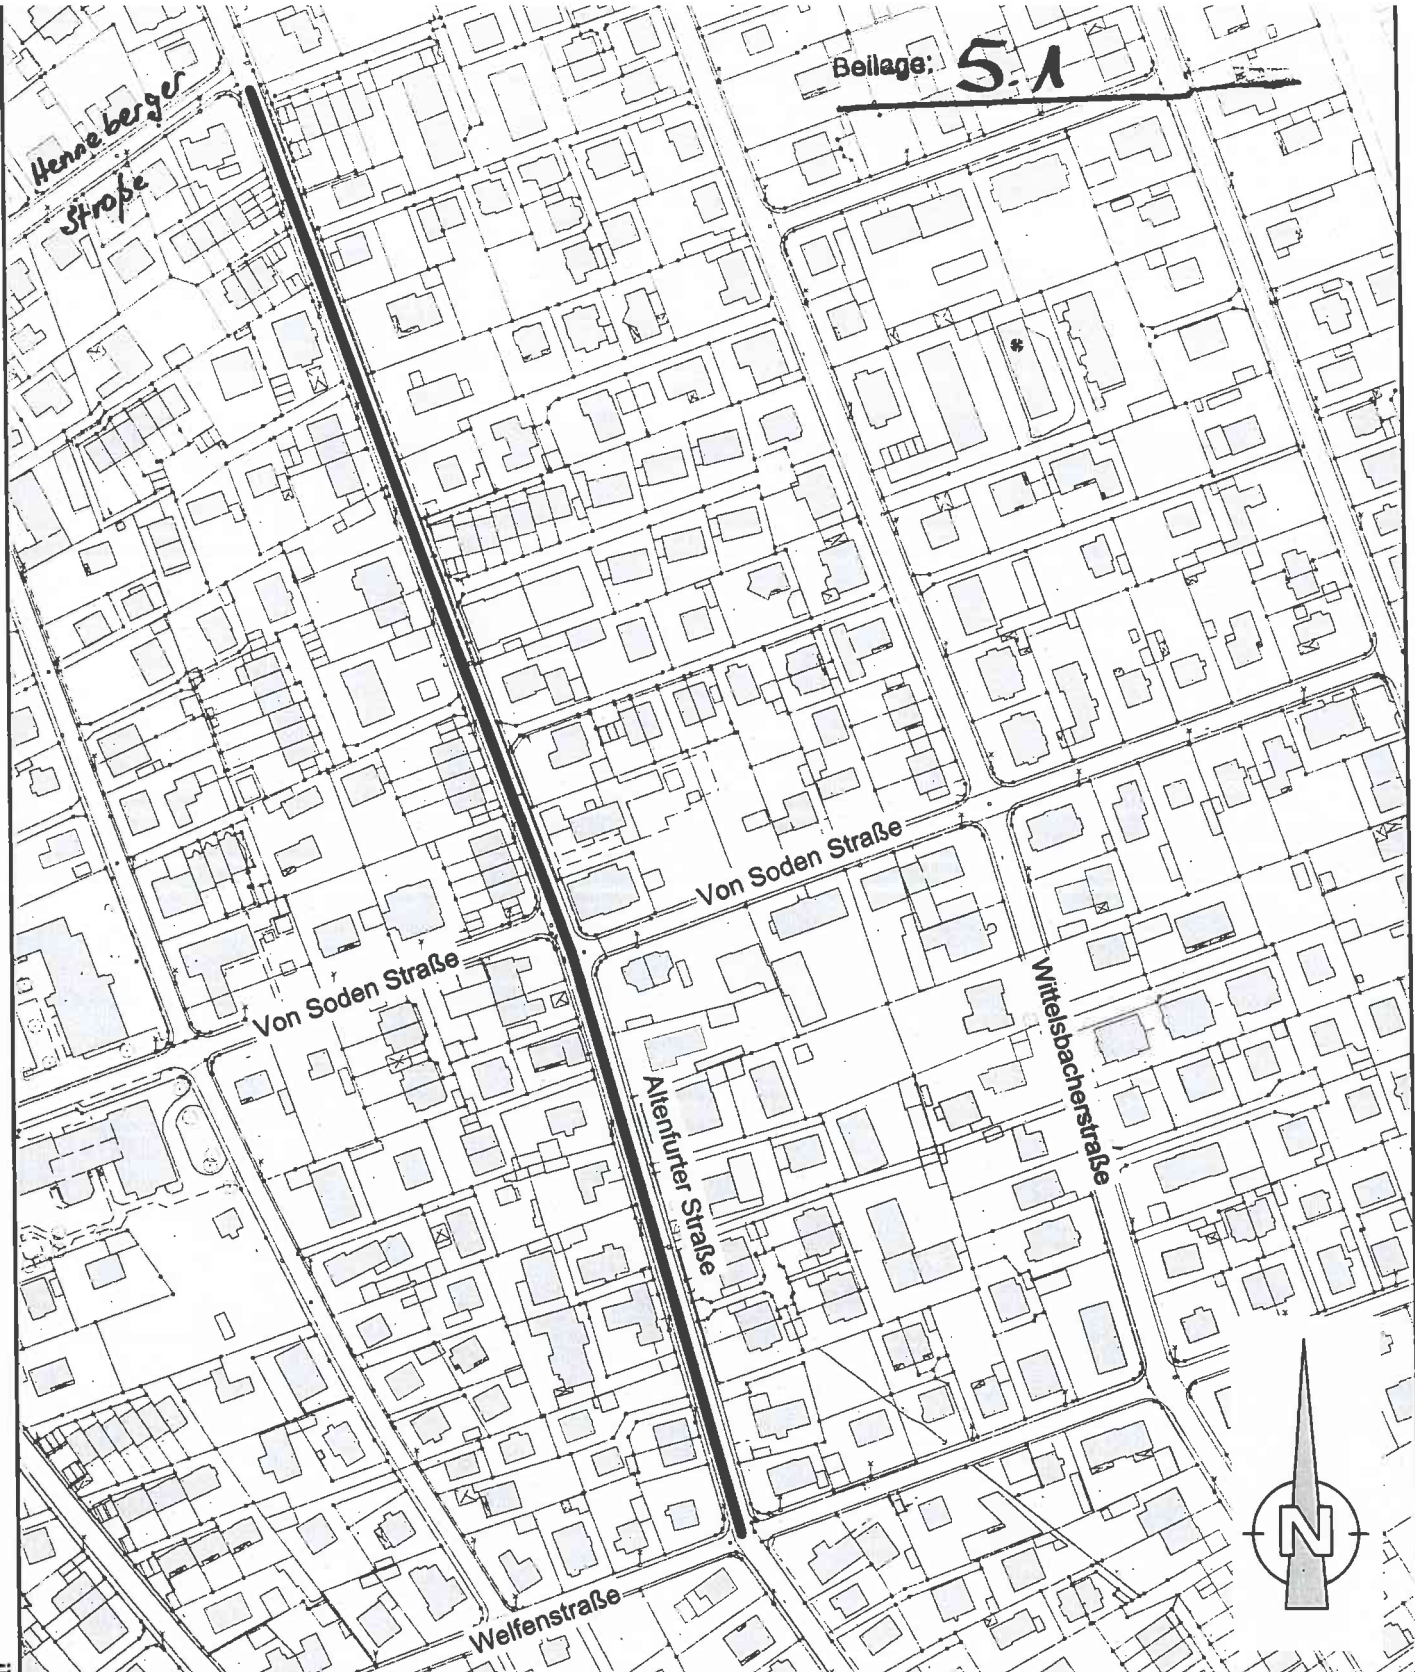 Beilage: 5.1
Henneberger
Straße
Von Soden Straße
Von Soden Straße
Wittelsbacherstraße
Altenfurter Straße
Welfenstraße
N